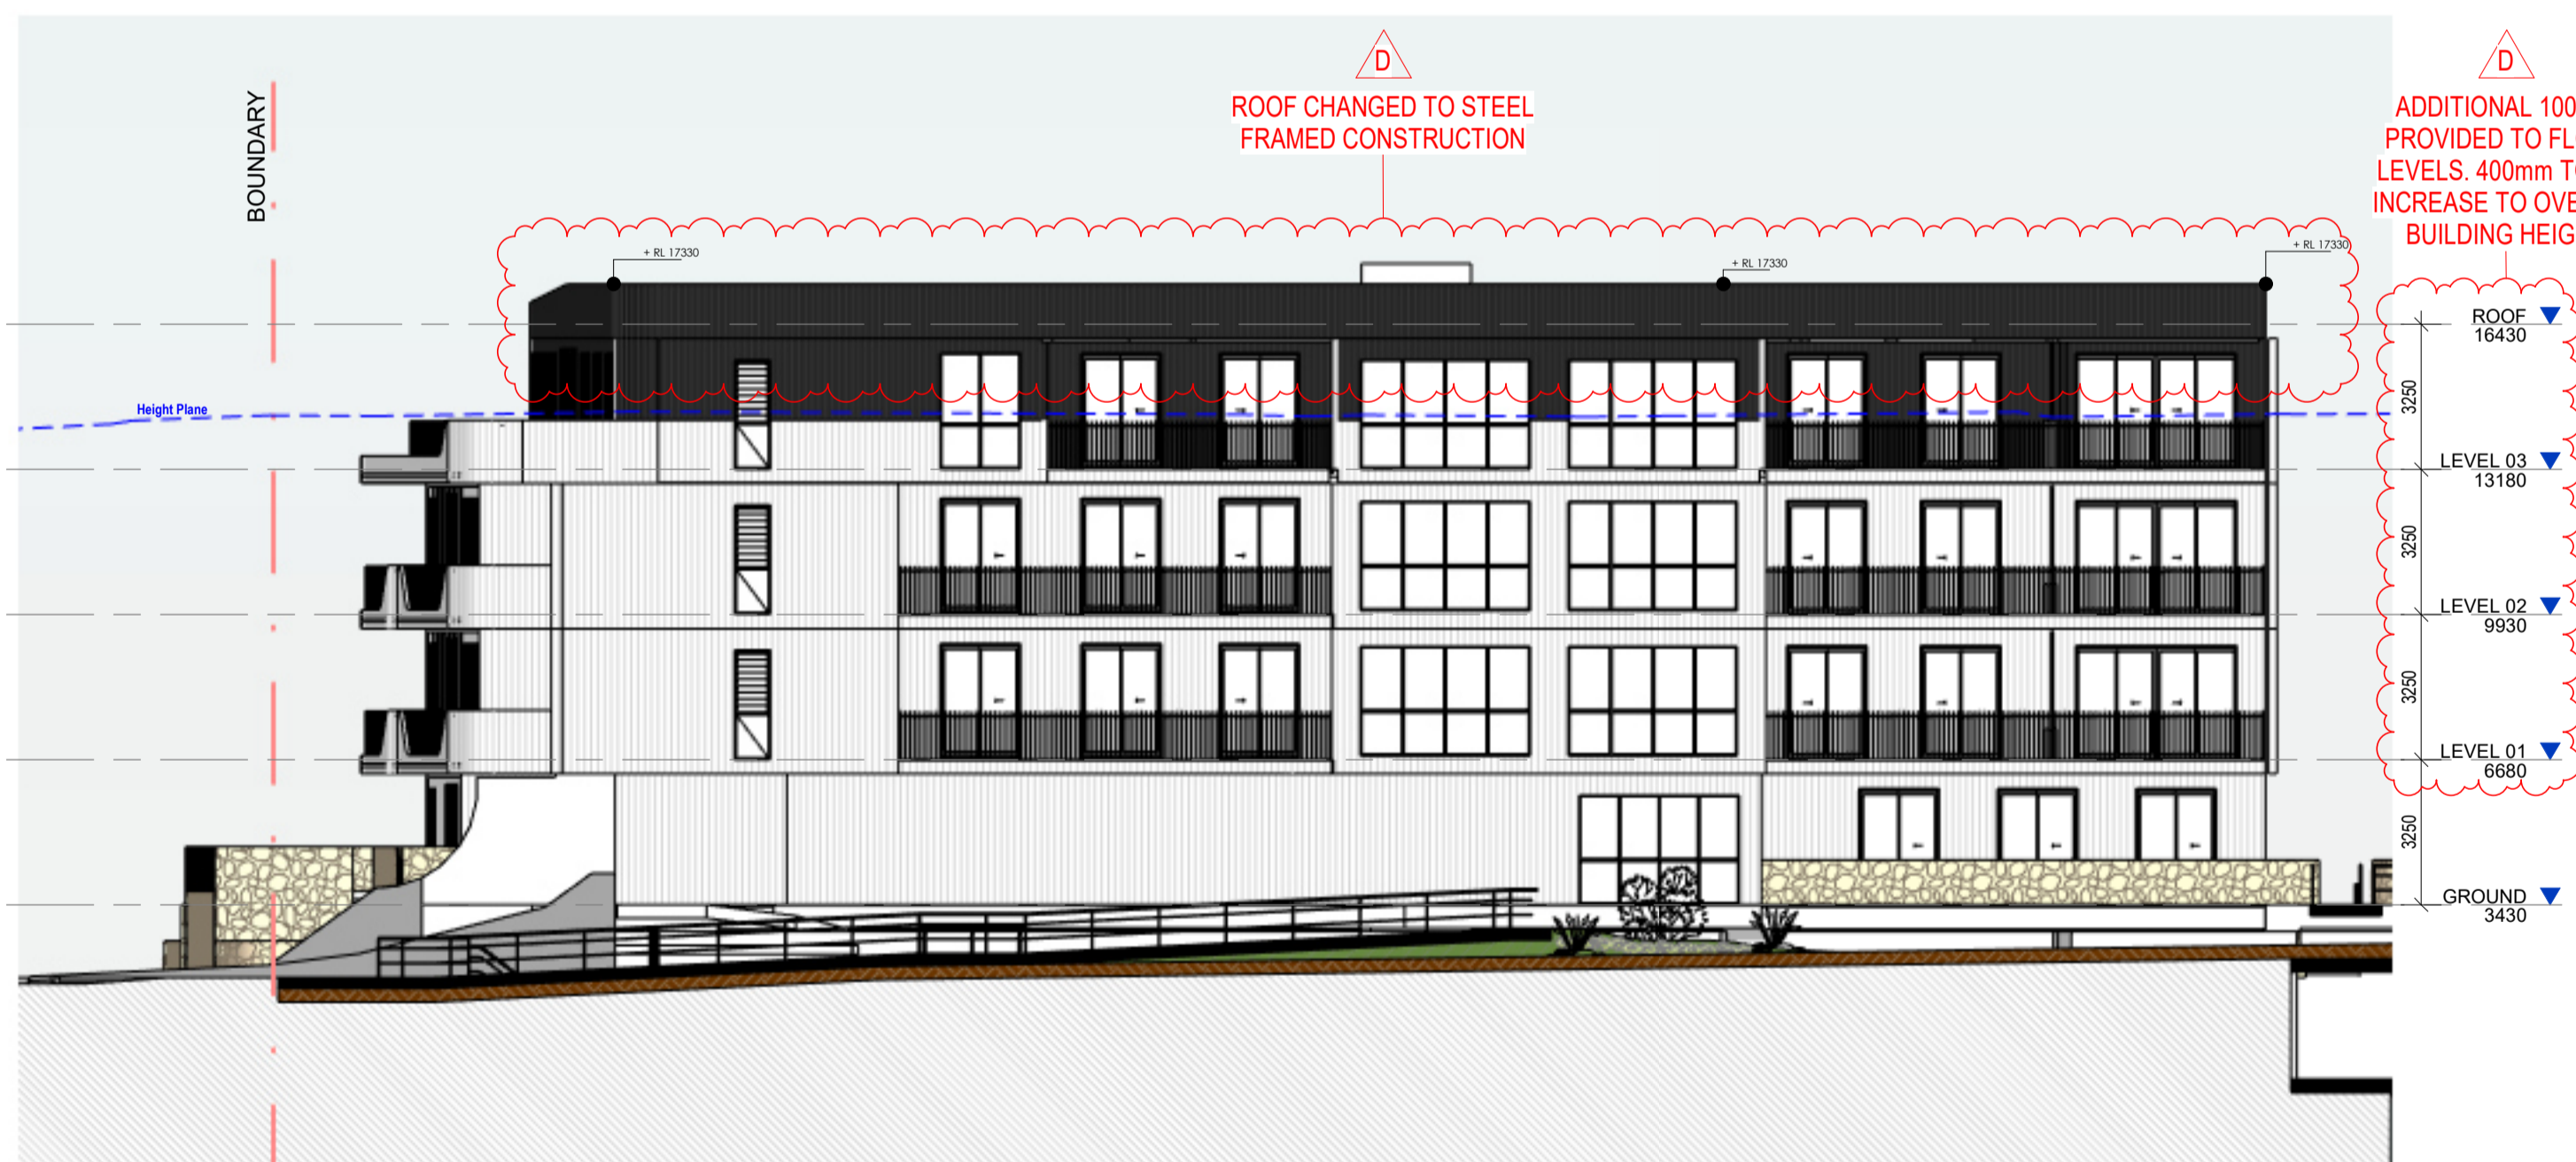 D
ROOF CHANGED TO STEEL
FRAMED CONSTRUCTION
D
ADDITIONAL 100
PROVIDED TO FL
LEVELS. 400mm T
INCREASE TO OVE
BUILDING HEIG
BOUNDARY
+ RL 17330
+ RL 17330
+ RL 17330
Height Plane
ROOF
16430
3250
LEVEL 03
13180
3250
LEVEL 02
9930
3250
LEVEL 01
6680
3250
GROUND
3430